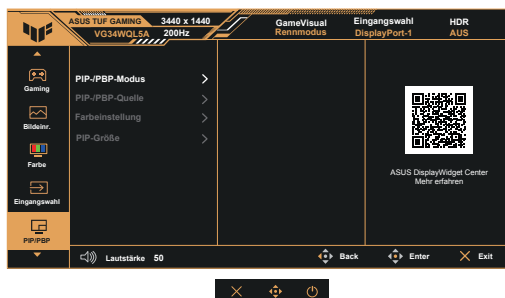 ASUS TUF GAMING 3440 x 1440
VG34WQL5A 200Hz
GameVisual
Rennmodus
Eingangswahl
DisplayPort-1
HDR
AUS
Gaming
Bildeinr.
Farbe
Eingangswahl
PIP/PBP
PIP-/PBP-Modus
PIP-/PBP-Quelle
Farbeinstellung
PIP-Größe
ASUS DisplayWidget Center
Mehr erfahren
Lautstärke 50
Back
Enter
Exit